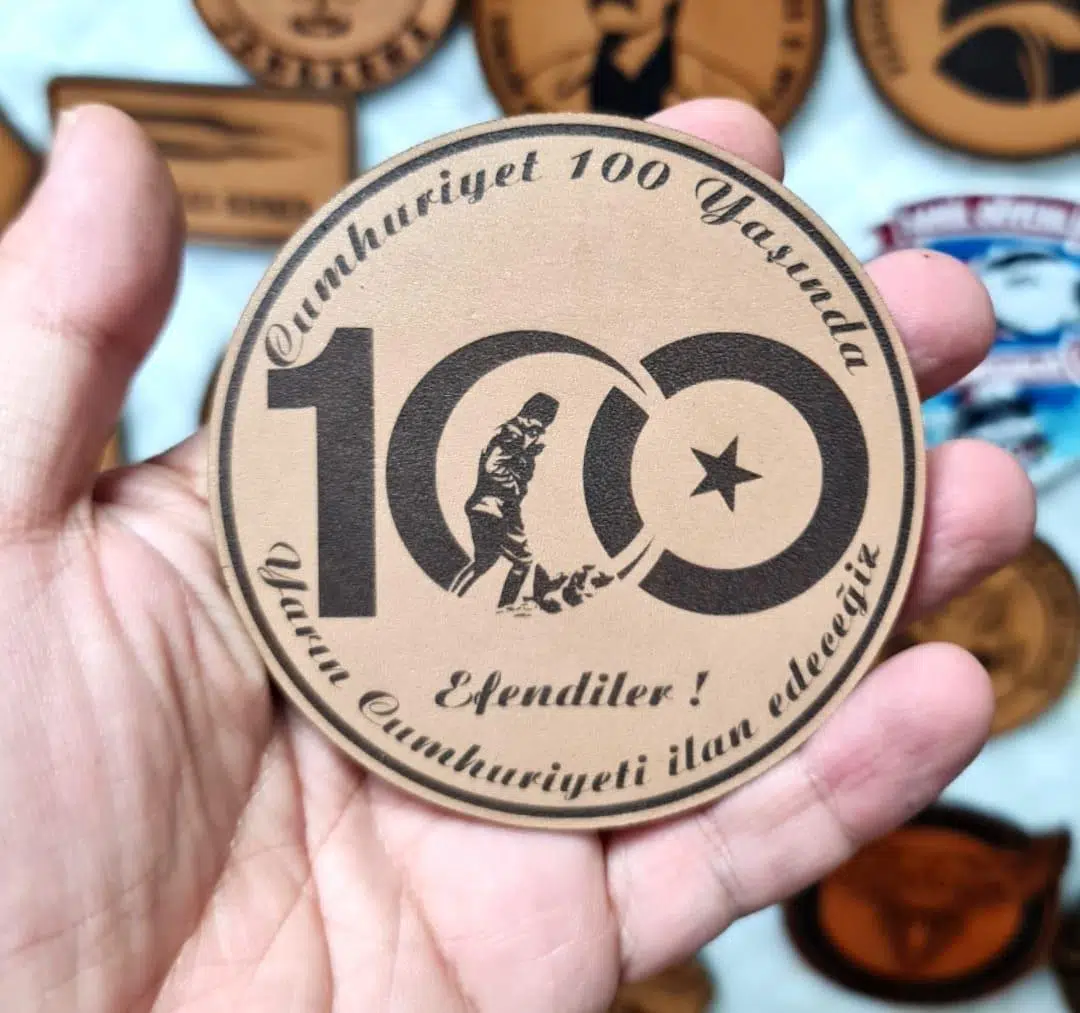 Cumhuriyet 100 Yaşında
100
Efendiler !
Yarın Cumhuriyeti ilan edeceğiz